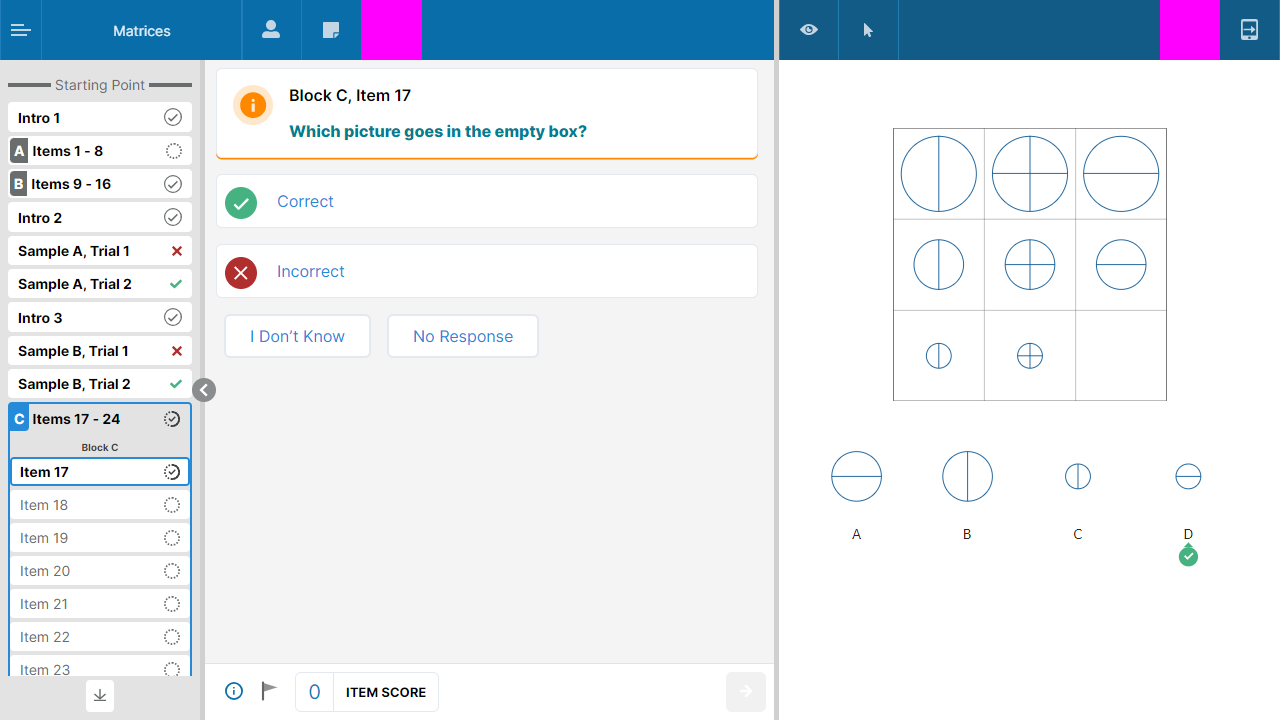 Matrices
Starting Point
Intro 1
A Items 1 - 8
B Items 9 - 16
Intro 2
Sample A, Trial 1
Sample A, Trial 2
Intro 3
Sample B, Trial 1
Sample B, Trial 2
C Items 17 - 24
Block C
Item 17
Item 18
Item 19
Item 20
Item 21
Item 22
Item 23
Block C, Item 17
Which picture goes in the empty box?
Correct
Incorrect
I Don’t Know No Response
0 ITEM SCORE
A B C D